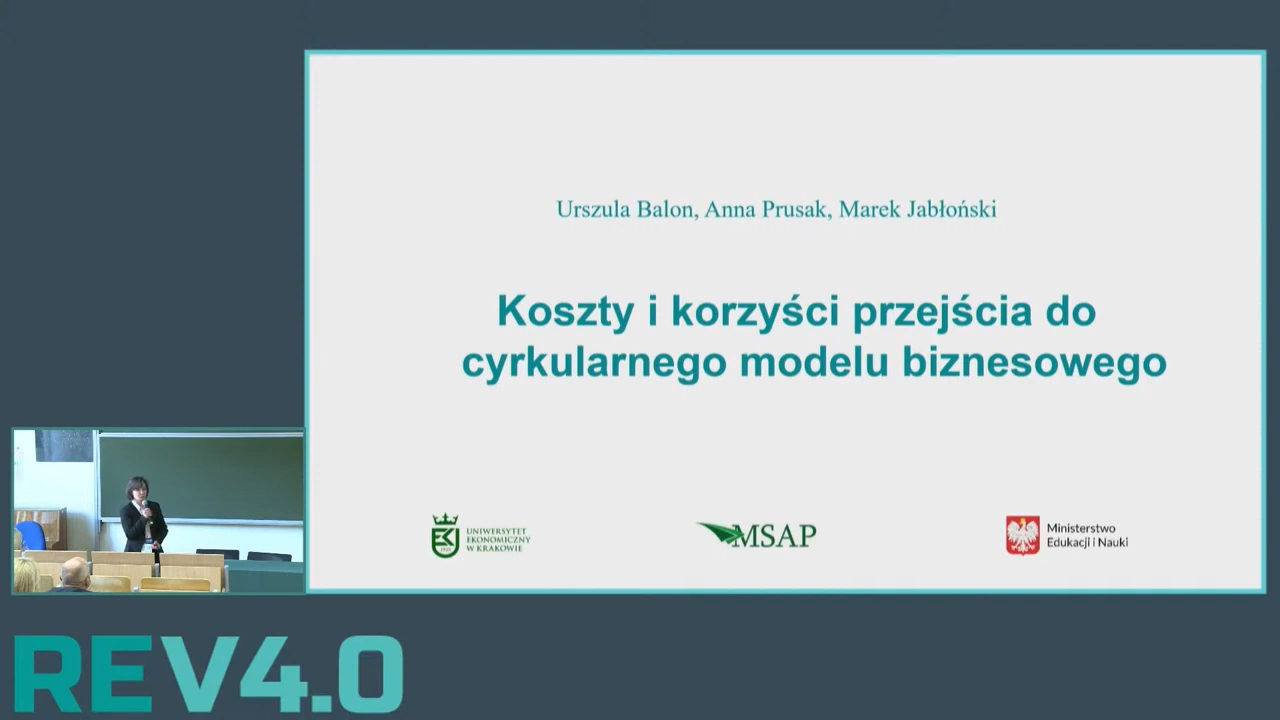 Urszula Balon, Anna Prusak, Marek Jabłoński
Koszty i korzyści przejścia do
cyrkularnego modelu biznesowego
UNIWERSYTET
EKONOMICZNY
W KRAKOWIE
MSAP
Ministerstwo
Edukacji i Nauki
REV4.0